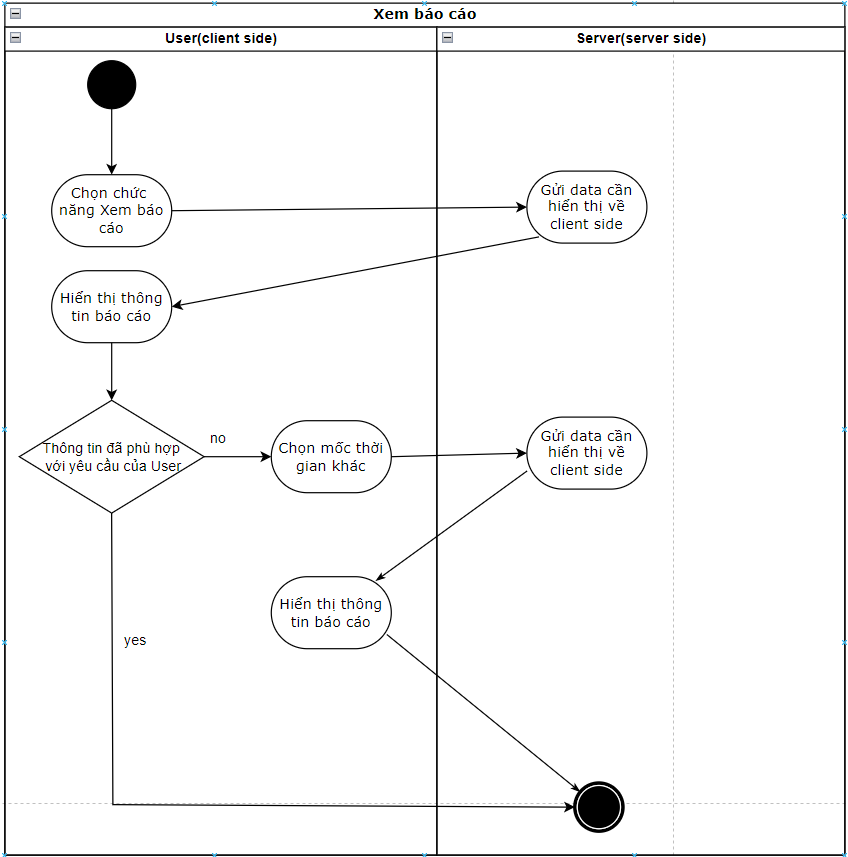 Xem báo cáo
User(client side)
Server(server side)
Chọn chức
năng Xem báo
cáo
Gửi data cần
hiển thị về
client side
Hiển thị thông
tin báo cáo
Thông tin đã phù hợp
với yêu cầu của User
no
Chọn mốc thời
gian khác
Gửi data cần
hiển thị về
client side
Hiển thị thông
tin báo cáo
yes